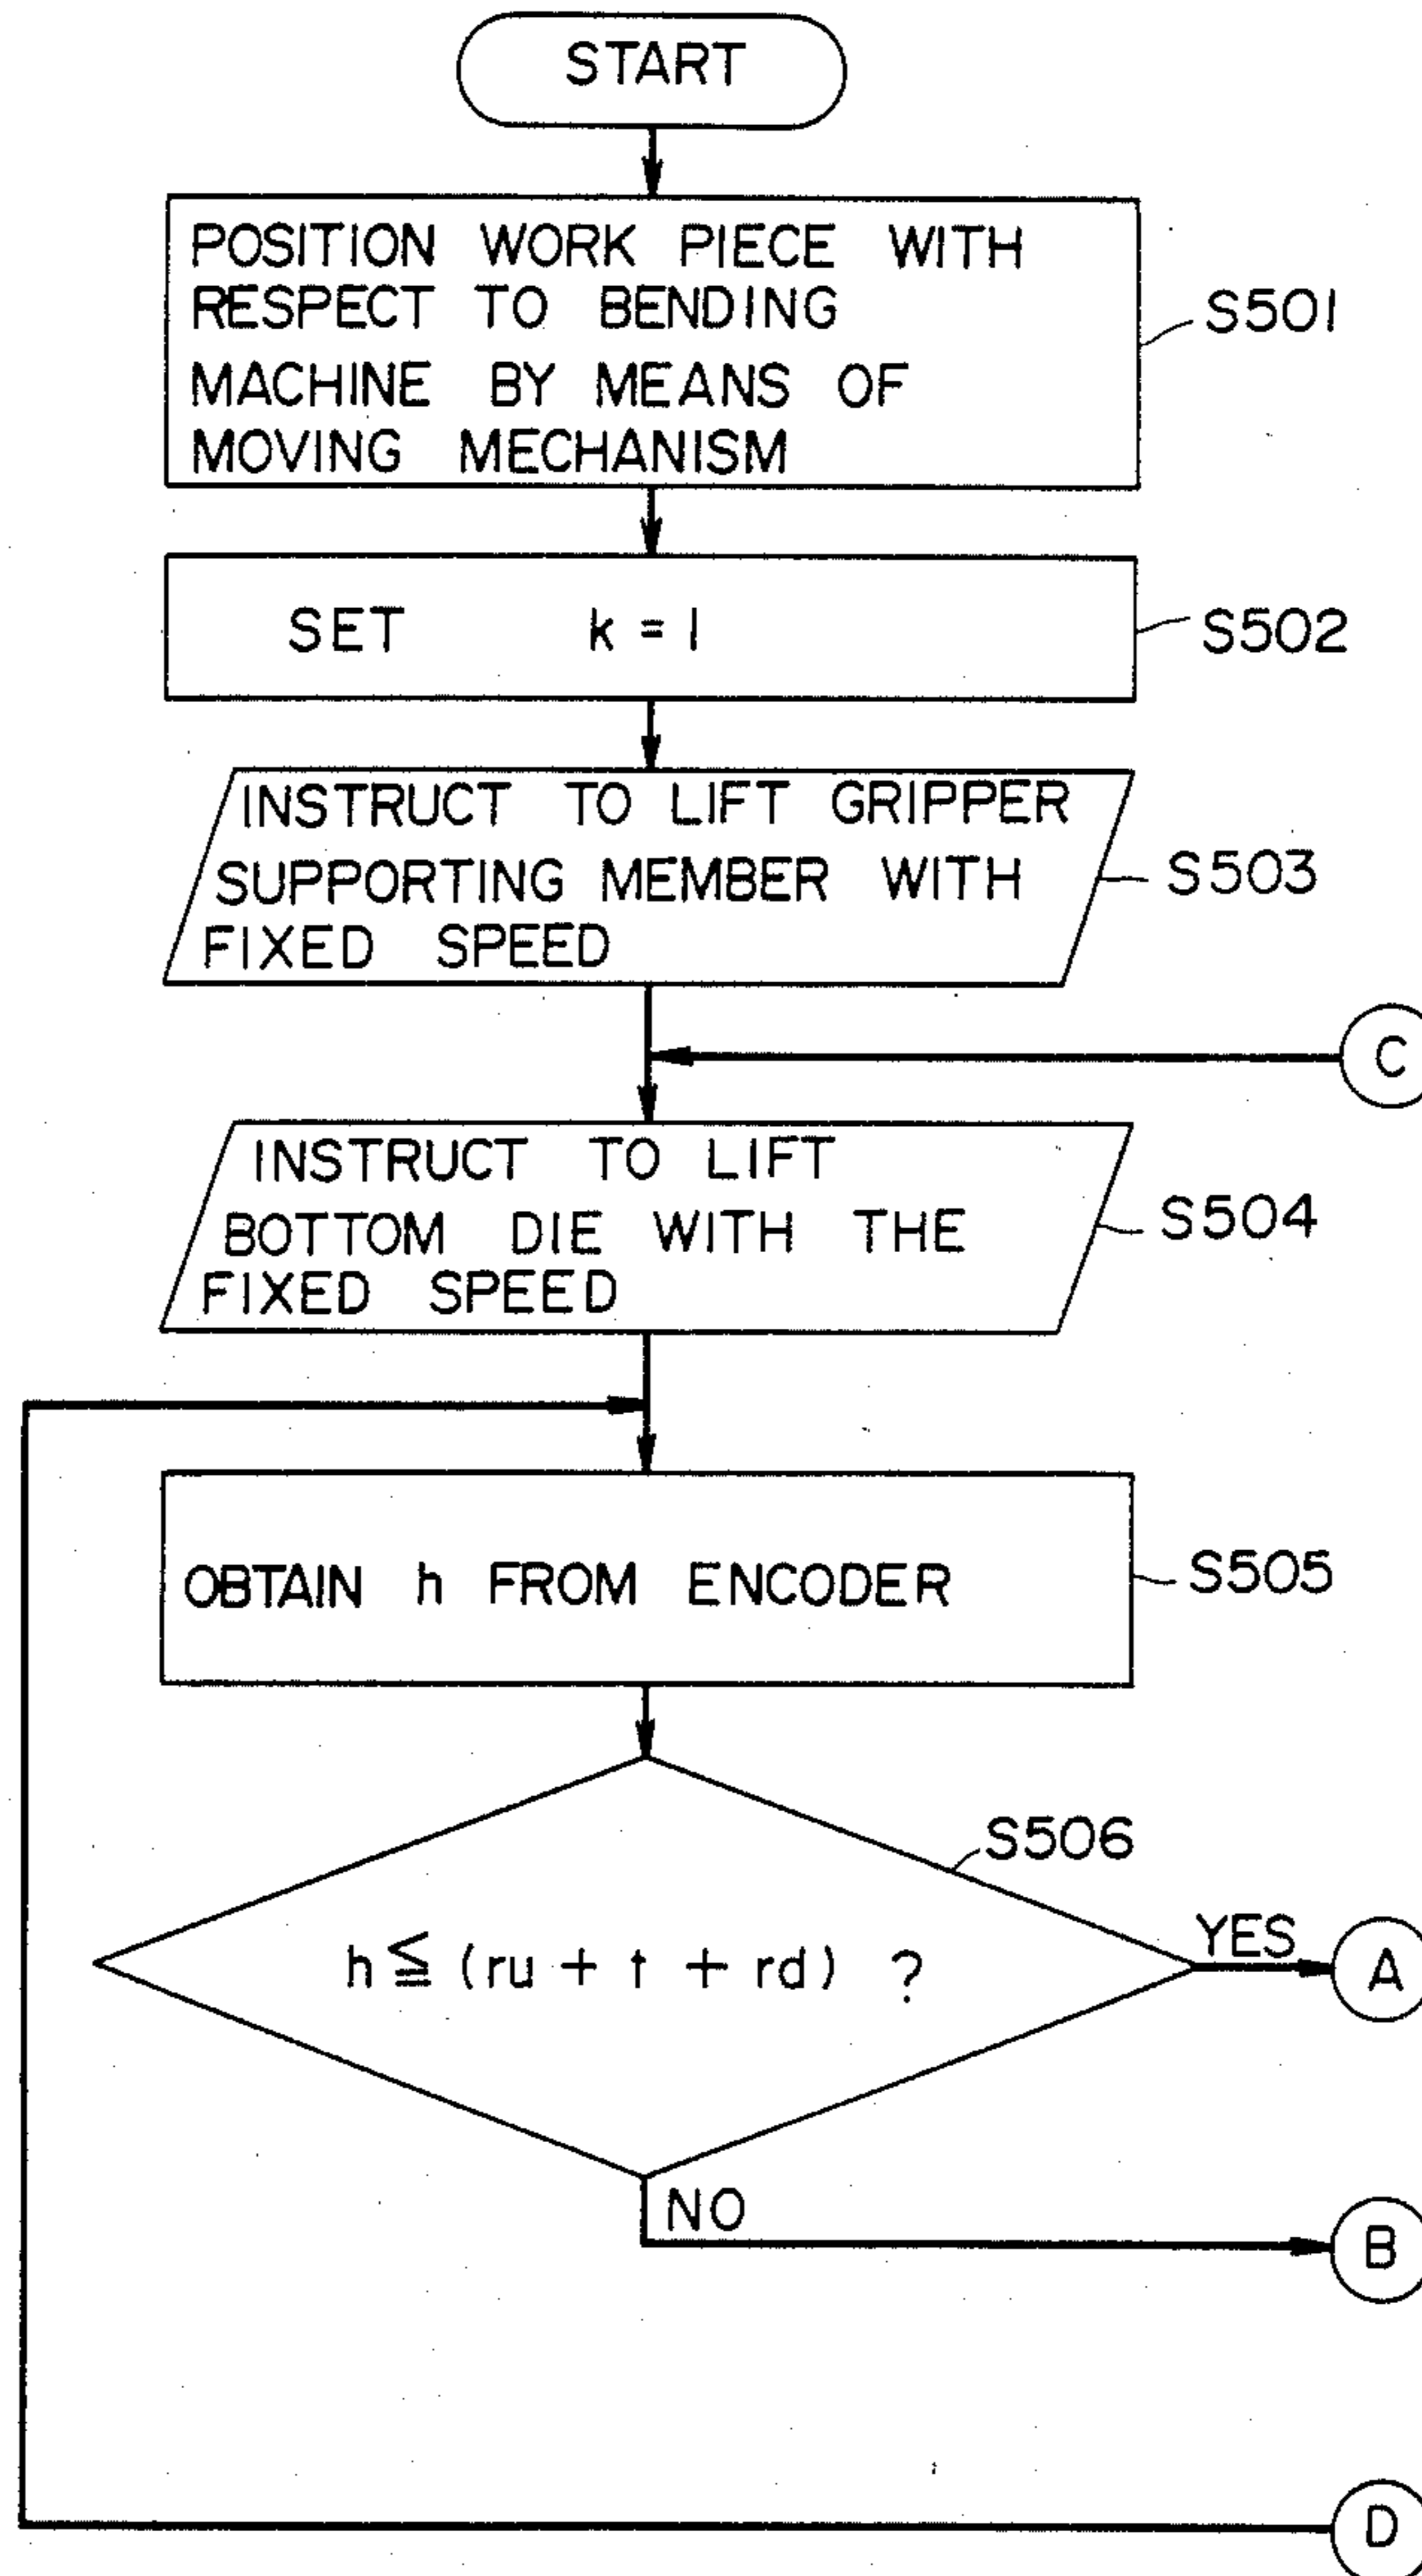 START
POSITION WORK PIECE WITH
RESPECT TO BENDING
MACHINE BY MEANS OF
MOVING MECHANISM
S501
SET k = 1
S502
INSTRUCT TO LIFT GRIPPER
SUPPORTING MEMBER WITH
FIXED SPEED
S503
C
INSTRUCT TO LIFT
BOTTOM DIE WITH THE
FIXED SPEED
S504
OBTAIN h FROM ENCODER
S505
S506
h ≦ (ru + t + rd) ?
YES
A
NO
B
D